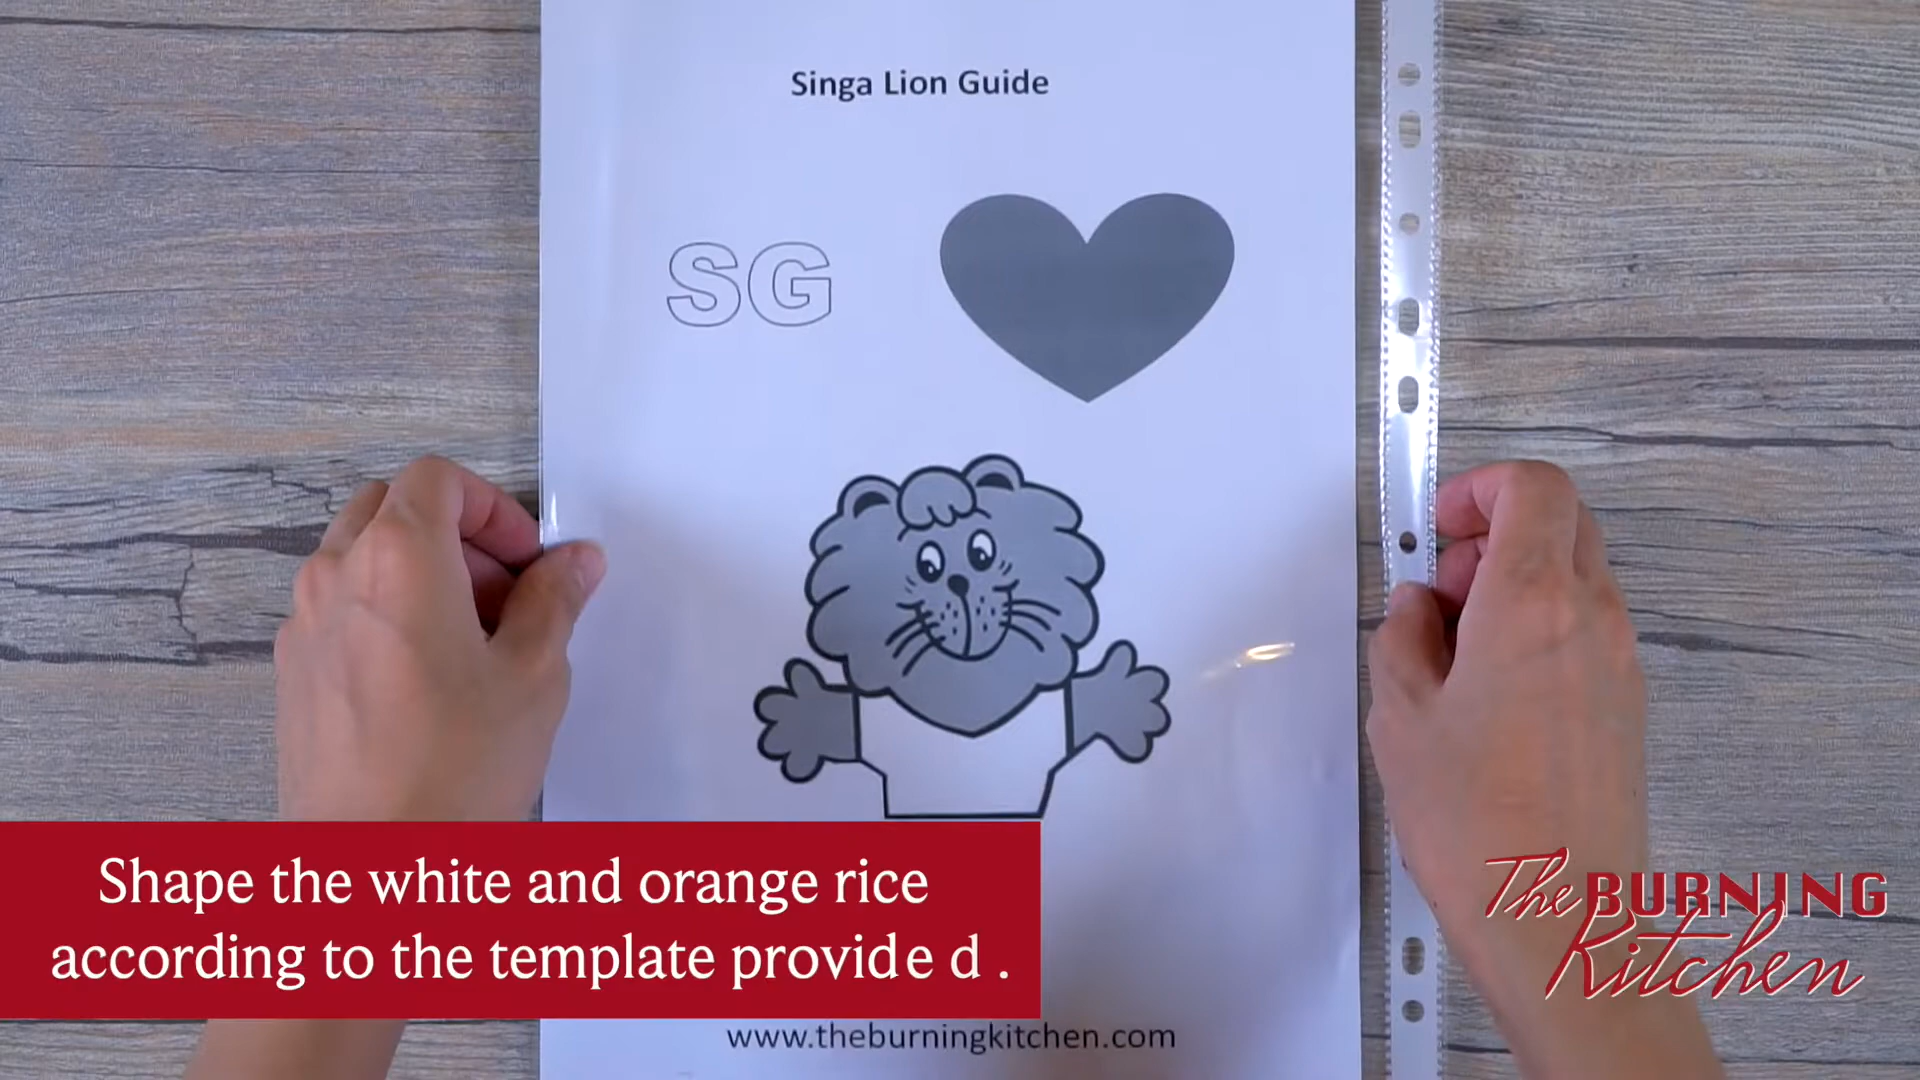 Singa Lion Guide
SG
Shape the white and orange rice
according to the template provided.
The BURNING
Kitchen
www.theburningkitchen.com